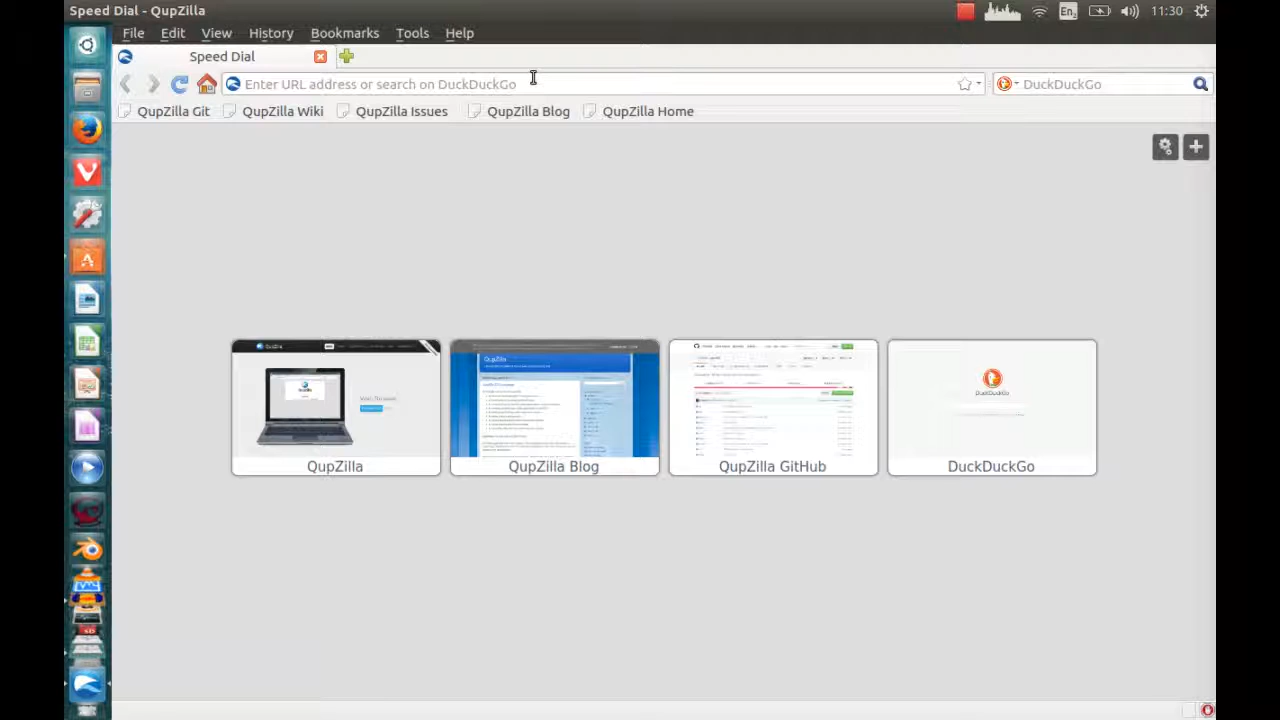 Speed Dial - QupZilla
En
11:30
File Edit View History Bookmarks Tools Help
Speed Dial
Enter URL address or search on DuckDuckGo
DuckDuckGo
QupZilla Git QupZilla Wiki QupZilla Issues QupZilla Blog QupZilla Home
QupZilla QupZilla Blog QupZilla GitHub DuckDuckGo